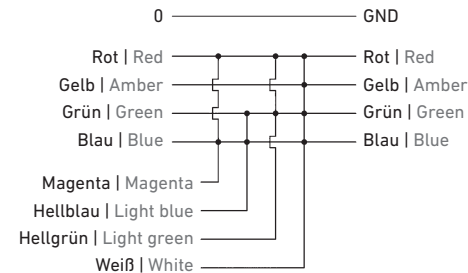 0 GND
Rot | Red Rot | Red
Gelb | Amber Gelb | Amber
Grün | Green Grün | Green
Blau | Blue Blau | Blue
Magenta | Magenta
Hellblau | Light blue
Hellgrün | Light green
Weiß | White